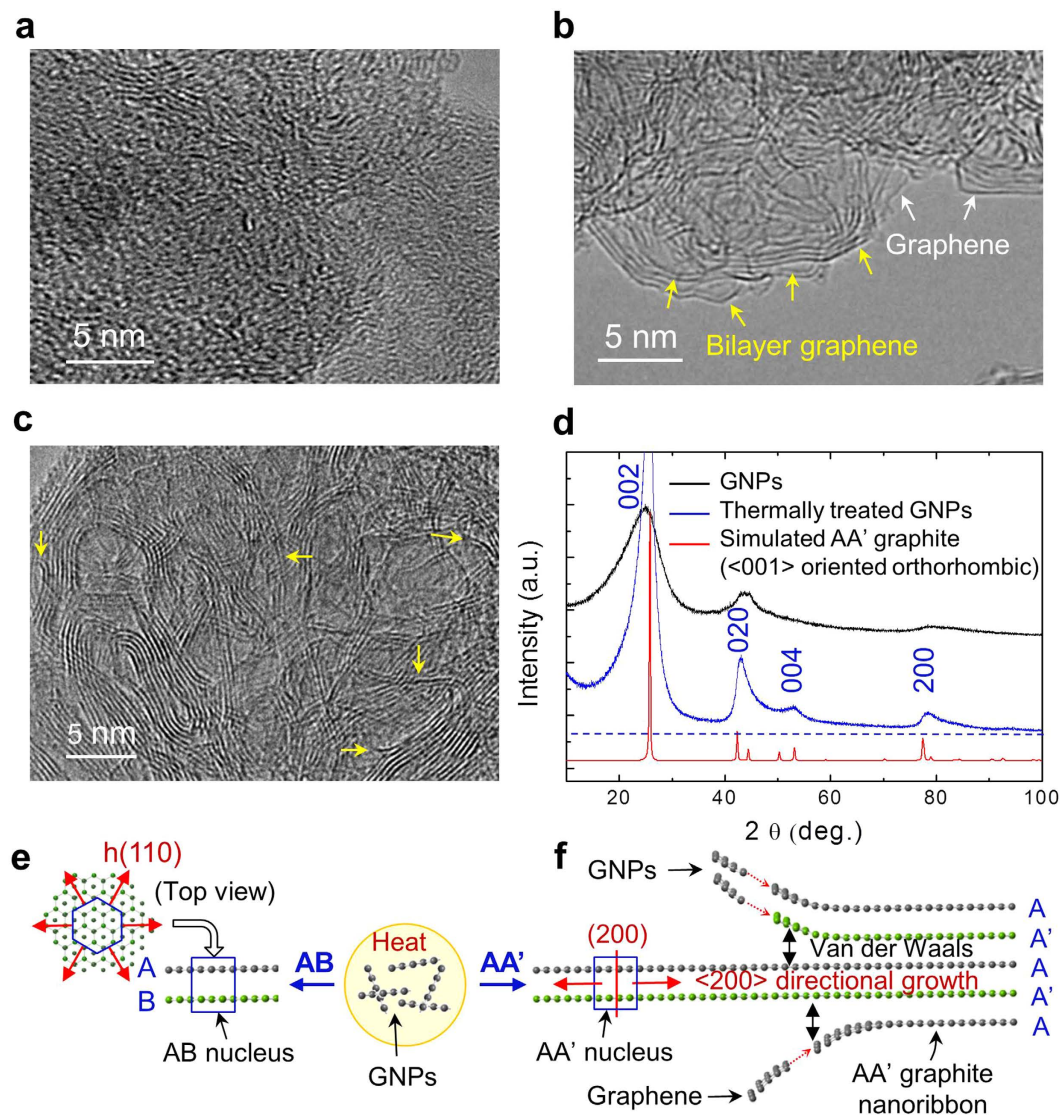 a
5 nm
b
Graphene
5 nm
Bilayer graphene
c
5 nm
d
002
GNPs
Thermally treated GNPs
Simulated AA’ graphite
(<001> oriented orthorhombic)
020
004
200
Intensity (a.u.)
20
40
60
80
100
2 θ (deg.)
e
h(110)
(Top view)
A
B
AB
AB nucleus
Heat
GNPs
AA’
f
GNPs
(200)
Van der Waals
<200> directional growth
A
A’
A
A’
A
AA’ nucleus
Graphene
AA’ graphite
nanoribbon